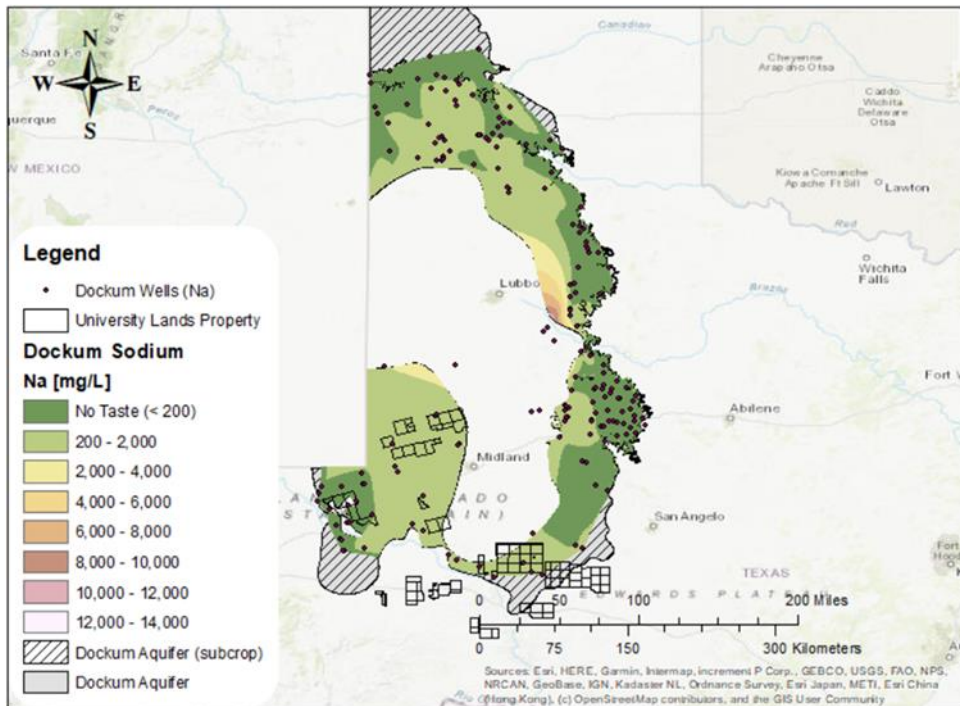 Santa Fe
N
W E
S
Pecos
NEW MEXICO
Canadian
Cheyenne
Arapaho Otsa
Caddo
Wichita
Delaware
Otsa
Kiowa Comanche
Apache Ft Sill
Lawton
Red
Wichita
Falls
Lubbo
Brazos
Fort W
Abilene
Midland
San Angelo
TEXAS
EDWARDS PLATEAU
Legend
Dockum Wells (Na)
University Lands Property
Dockum Sodium
Na [mg/L]
No Taste (< 200)
200 - 2,000
2,000 - 4,000
4,000 - 6,000
6,000 - 8,000
8,000 - 10,000
10,000 - 12,000
12,000 - 14,000
Dockum Aquifer (subcrop)
Dockum Aquifer
0 50 100 200 Miles
0 75 150 300 Kilometers
Sources: Esri, HERE, Garmin, Intermap, increment P Corp., GEBCO, USGS, FAO, NPS,
NRCAN, GeoBase, IGN, Kadaster NL, Ordnance Survey, Esri Japan, METI, Esri China
(Hong Kong), (c) OpenStreetMap contributors, and the GIS User Community